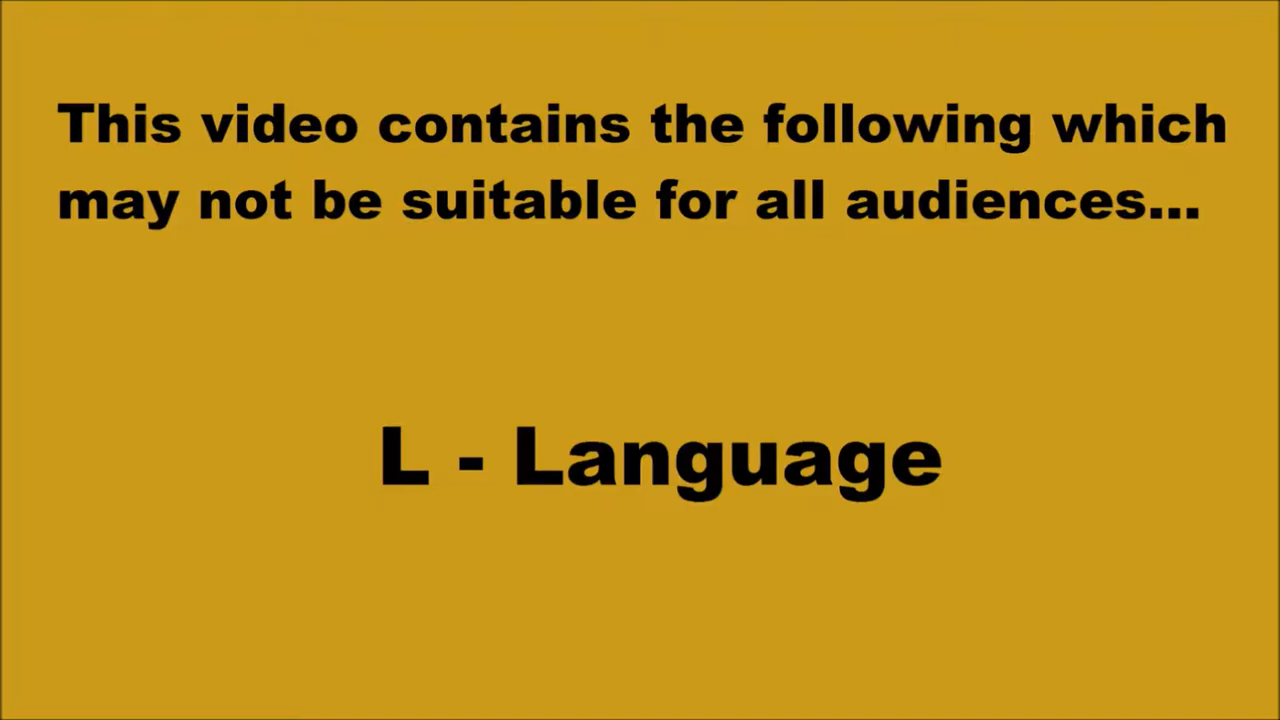 This video contains the following which
may not be suitable for all audiences...
L - Language